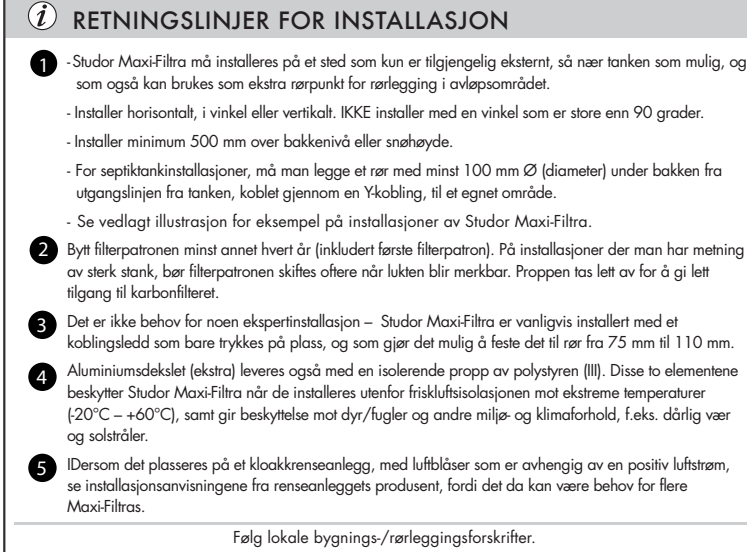 i RETNINGSLINJER FOR INSTALLASJON
1 - Studor Maxi-Filtra må installeres på et sted som kun er tilgjengelig eksternt, så nær tanken som mulig, og
som også kan brukes som ekstra rørpunkt for rørlegging i avløpsområdet.
- Installer horisontalt, i vinkel eller vertikalt. IKKE installer med en vinkel som er store enn 90 grader.
- Installer minimum 500 mm over bakkenivå eller snøhøyde.
- For septiktankinstallasjoner, må man legge et rør med minst 100 mm Ø (diameter) under bakken fra
utgangslinjen fra tanken, koblet gjennom en Y-kobling, til et egnet område.
- Se vedlagt illustrasjon for eksempel på installasjoner av Studor Maxi-Filtra.
2 Bytt filterpatronen minst annet hvert år (inkludert første filterpatron). På installasjoner der man har metning
av sterk stank, bør filterpatronen skiftes oftere når lukten blir merkbar. Proppen tas lett av for å gi lett
tilgang til karbonfilteret.
3 Det er ikke behov for noen ekspertinstallasjon – Studor Maxi-Filtra er vanligvis installert med et
koblingsledd som bare trykkes på plass, og som gjør det mulig å feste det til rør fra 75 mm til 110 mm.
4 Aluminiumsdekslet (ekstra) leveres også med en isolerende propp av polystyren (III). Disse to elementene
beskytter Studor Maxi-Filtra når de installeres utenfor friskluftsisolasjonen mot ekstreme temperaturer
(-20°C – +60°C), samt gir beskyttelse mot dyr/fugler og andre miljø- og klimaforhold, f.eks. dårlig vær
og solstråler.
5 IDersom det plasseres på et kloakkrenseanlegg, med luftblåser som er avhengig av en positiv luftstrøm,
se installasjonsanvisningene fra renseanleggets produsent, fordi det da kan være behov for flere
Maxi-Filtras.
Følg lokale bygnings-/rørleggingsforskrifter.